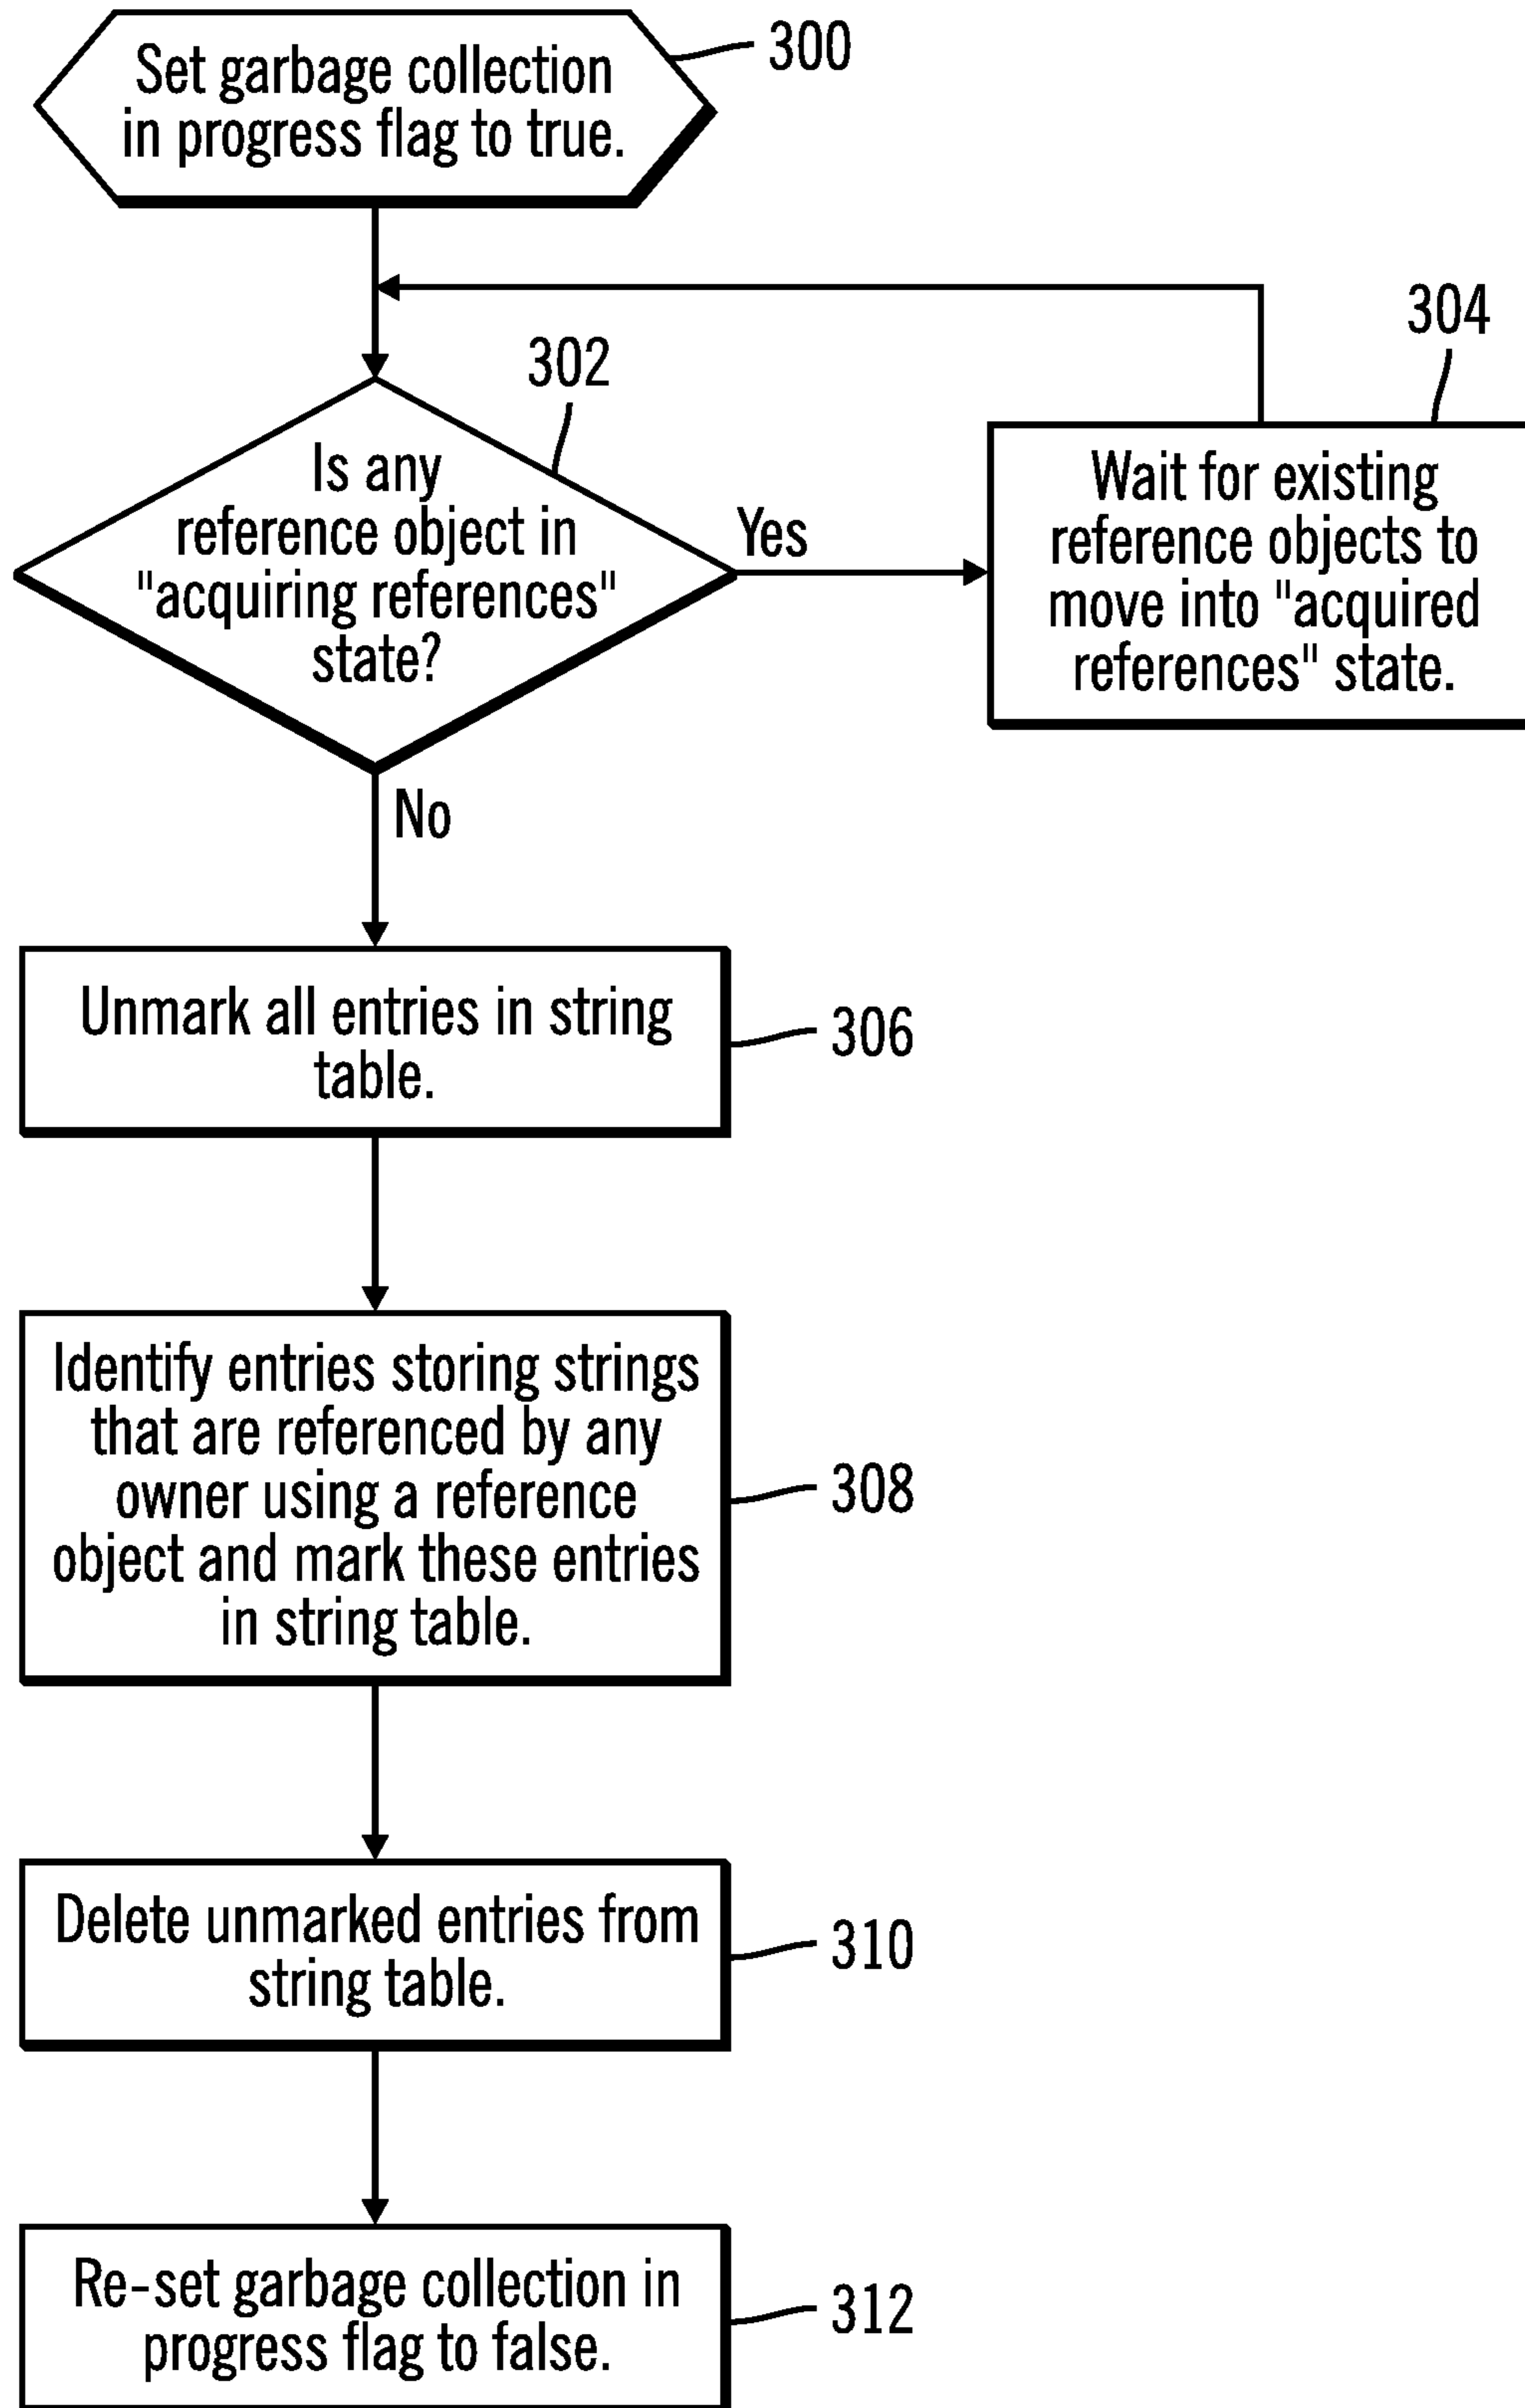 Set garbage collection
in progress flag to true.
300
302
304
Is any
reference object in
"acquiring references"
state?
Yes
Wait for existing
reference objects to
move into "acquired
references" state.
No
Unmark all entries in string
table.
306
Identify entries storing strings
that are referenced by any
owner using a reference
object and mark these entries
in string table.
308
Delete unmarked entries from
string table.
310
Re-set garbage collection in
progress flag to false.
312